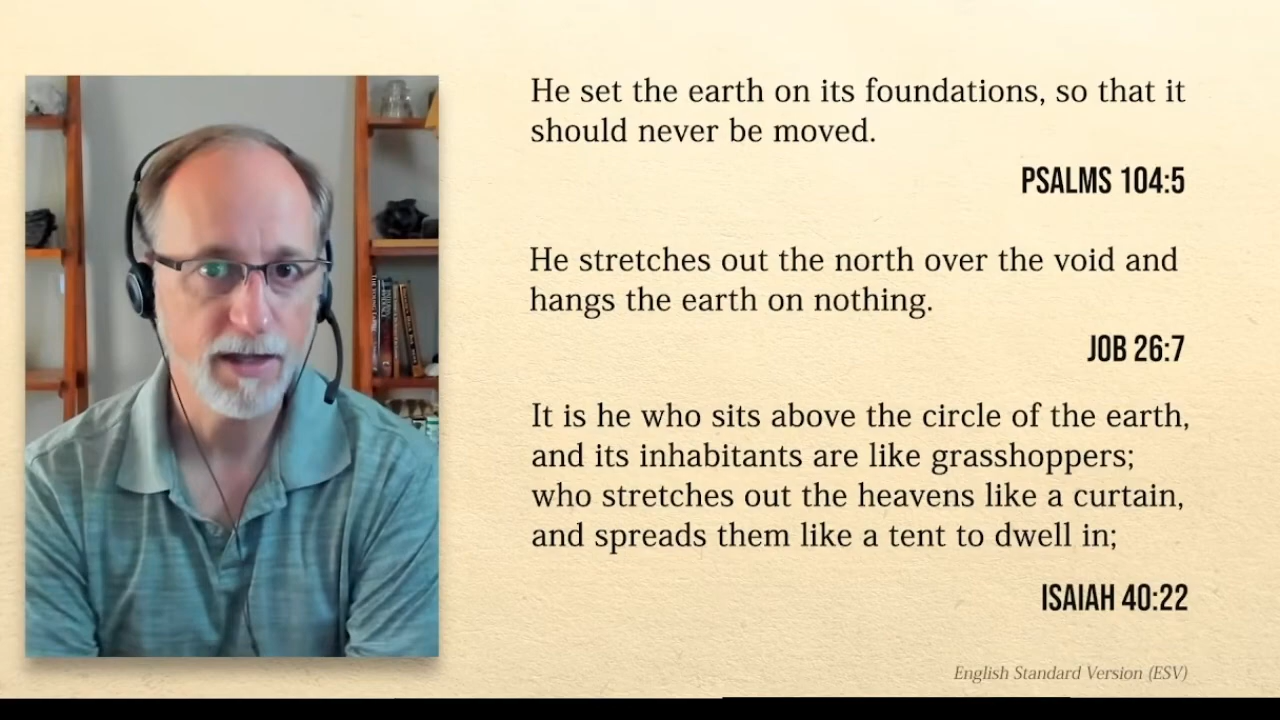 He set the earth on its foundations, so that it
should never be moved.
PSALMS 104:5
He stretches out the north over the void and
hangs the earth on nothing.
JOB 26:7
It is he who sits above the circle of the earth,
and its inhabitants are like grasshoppers;
who stretches out the heavens like a curtain,
and spreads them like a tent to dwell in;
ISAIAH 40:22
English Standard Version (ESV)